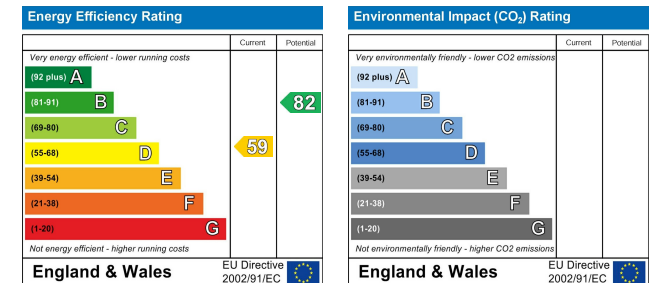 Energy Efficiency Rating
Current Potential
Very energy efficient - lower running costs
(92 plus) A
(81-91) B
82
(69-80) C
(55-68) D
59
(39-54) E
(21-38) F
(1-20) G
Not energy efficient - higher running costs
England & Wales
EU Directive
2002/91/EC
Environmental Impact (CO₂) Rating
Current Potential
Very environmentally friendly - lower CO2 emissions
(92 plus) A
(81-91) B
(69-80) C
(55-68) D
(39-54) E
(21-38) F
(1-20) G
Not environmentally friendly - higher CO2 emissions
England & Wales
EU Directive
2002/91/EC